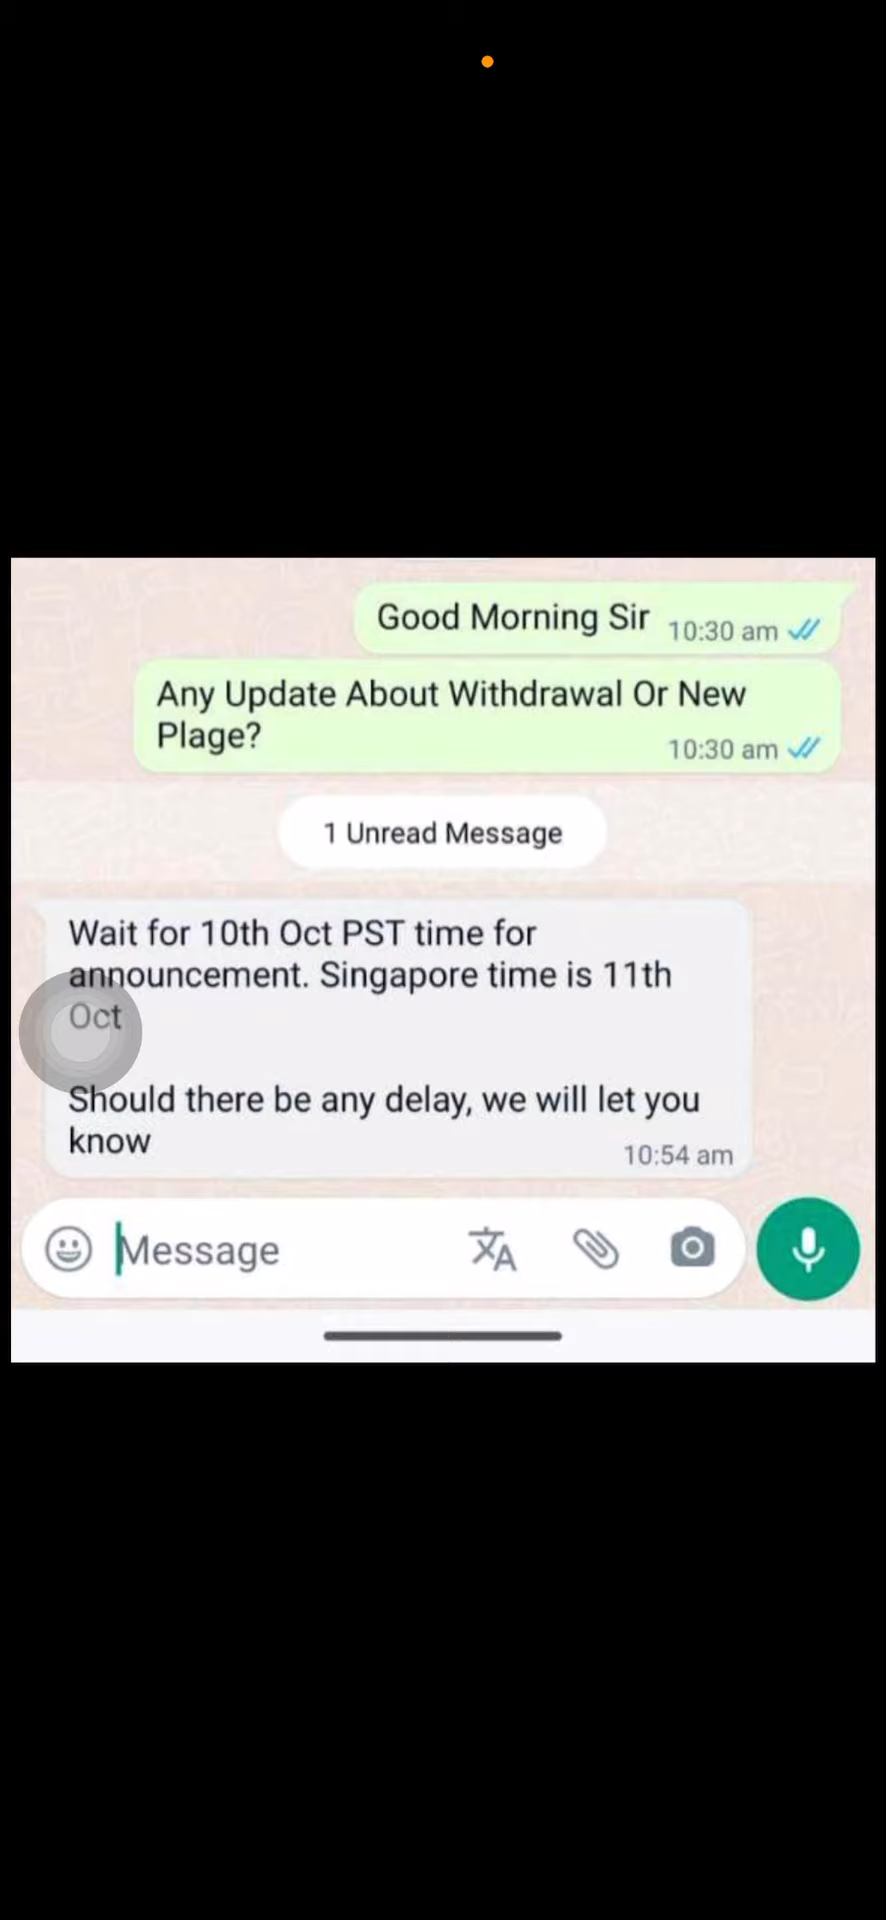 Good Morning Sir 10:30 am
Any Update About Withdrawal Or New
Plage?
10:30 am
1 Unread Message
Wait for 10th Oct PST time for
announcement. Singapore time is 11th
Oct
Should there be any delay, we will let you
know
10:54 am
Message